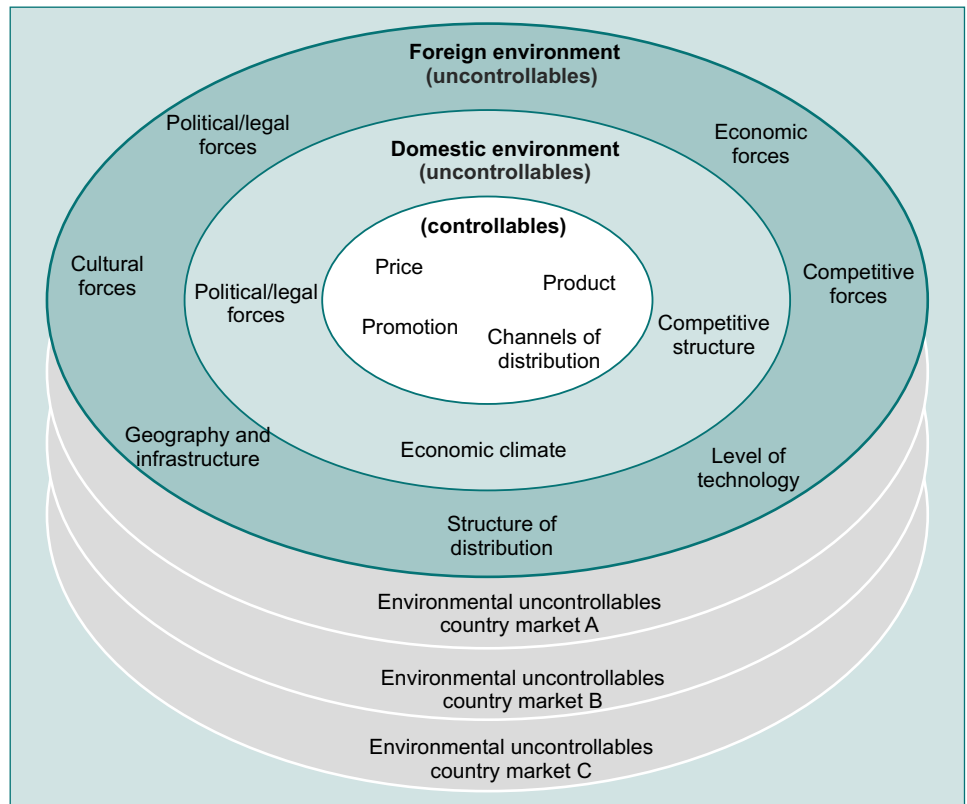 Foreign environment
(uncontrollables)
Political/legal
forces
Economic
forces
Domestic environment
(uncontrollables)
(controllables)
Cultural
forces
Price
Product
Competitive
forces
Political/legal
forces
Promotion
Channels of
distribution
Competitive
structure
Geography and
infrastructure
Economic climate
Level of
technology
Structure of
distribution
Environmental uncontrollables
country market A
Environmental uncontrollables
country market B
Environmental uncontrollables
country market C